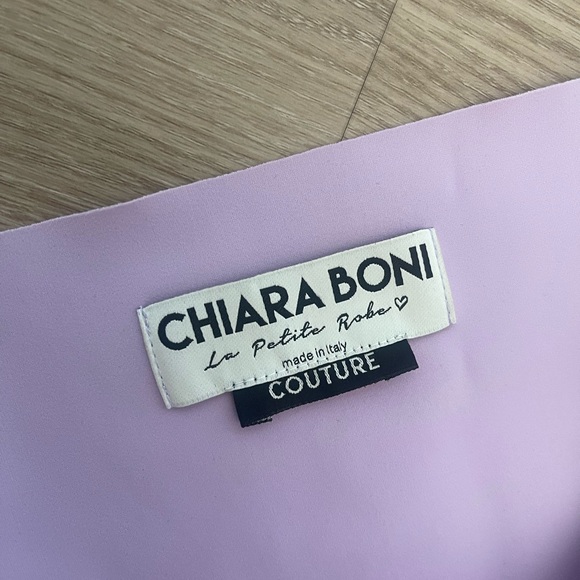 CHIARA BONI
La Petite Robe ♡
made in Italy
COUTURE